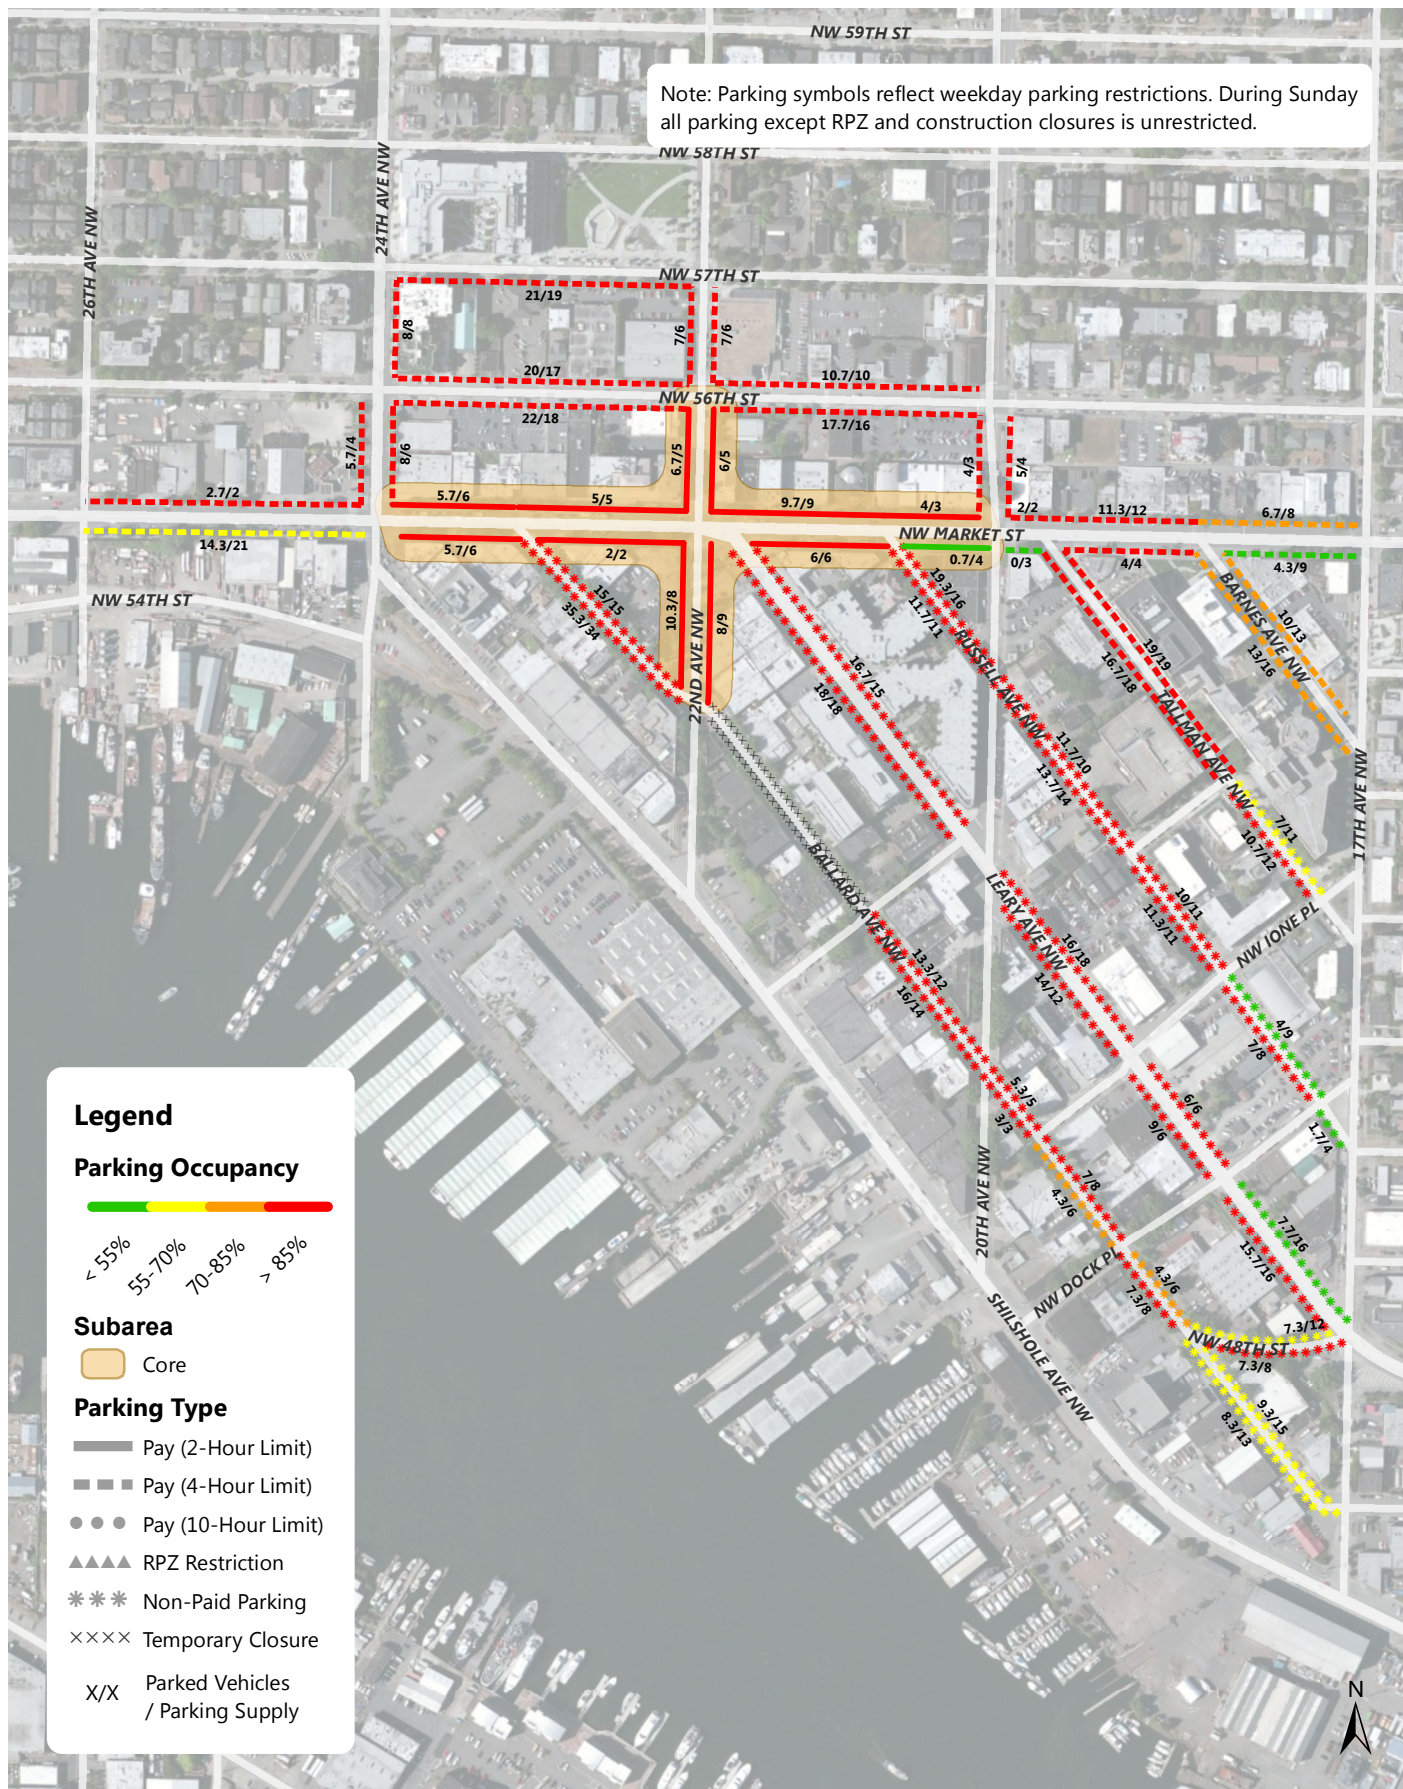 NW 59TH ST
Note: Parking symbols reflect weekday parking restrictions. During Sunday
all parking except RPZ and construction closures is unrestricted.
NW 58TH ST
24TH AVE NW
26TH AVE NW
NW 57TH ST
21/19
8/8
7/6
7/6
20/17
10.7/10
NW 56TH ST
22/18
17.7/16
5.7/4
8/6
6.7/5
6/5
4/3
5/4
2.7/2
5.7/6
5/5
9.7/9
4/3
2/2
11.3/12
6.7/8
NW MARKET ST
14.3/21
5.7/6
2/2
6/6
0.7/4
0/3
4/4
4.3/9
NW 54TH ST
15/15
35.3/34
10.3/8
8/9
22ND AVE NW
19.3/16
11.7/11
RUSSELL AVE NW
BARNES AVE NW
10/13
13/16
19/19
16.7/18
TALLMAN AVE NW
16.7/15
18/18
11.7/10
13.7/14
17TH AVE NW
7/11
10.7/12
BALLARD AVE NW
LEARY AVE NW
10/11
11.3/11
NW IONE PL
16/18
14/12
13.3/12
16/14
4/9
7/8
5.3/5
3/3
6/6
9/6
1.7/4
20TH AVE NW
7/8
4.3/6
7.7/16
15.7/16
NW DOCK PL
4.3/6
7.3/8
7.3/12
NW 48TH ST
7.3/8
SHILSHOLE AVE NW
9.3/15
8.3/13
Legend
Parking Occupancy
< 55%
55-70%
70-85%
> 85%
Subarea
Core
Parking Type
Pay (2-Hour Limit)
Pay (4-Hour Limit)
Pay (10-Hour Limit)
RPZ Restriction
Non-Paid Parking
Temporary Closure
X/X
Parked Vehicles
/ Parking Supply
N